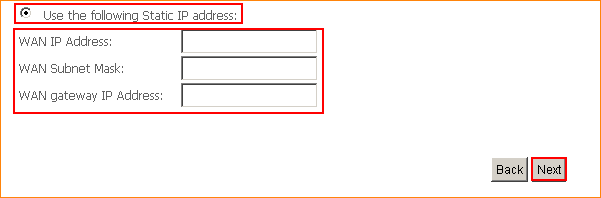 Use the following Static IP address:
WAN IP Address:
WAN Subnet Mask:
WAN gateway IP Address:
Back Next